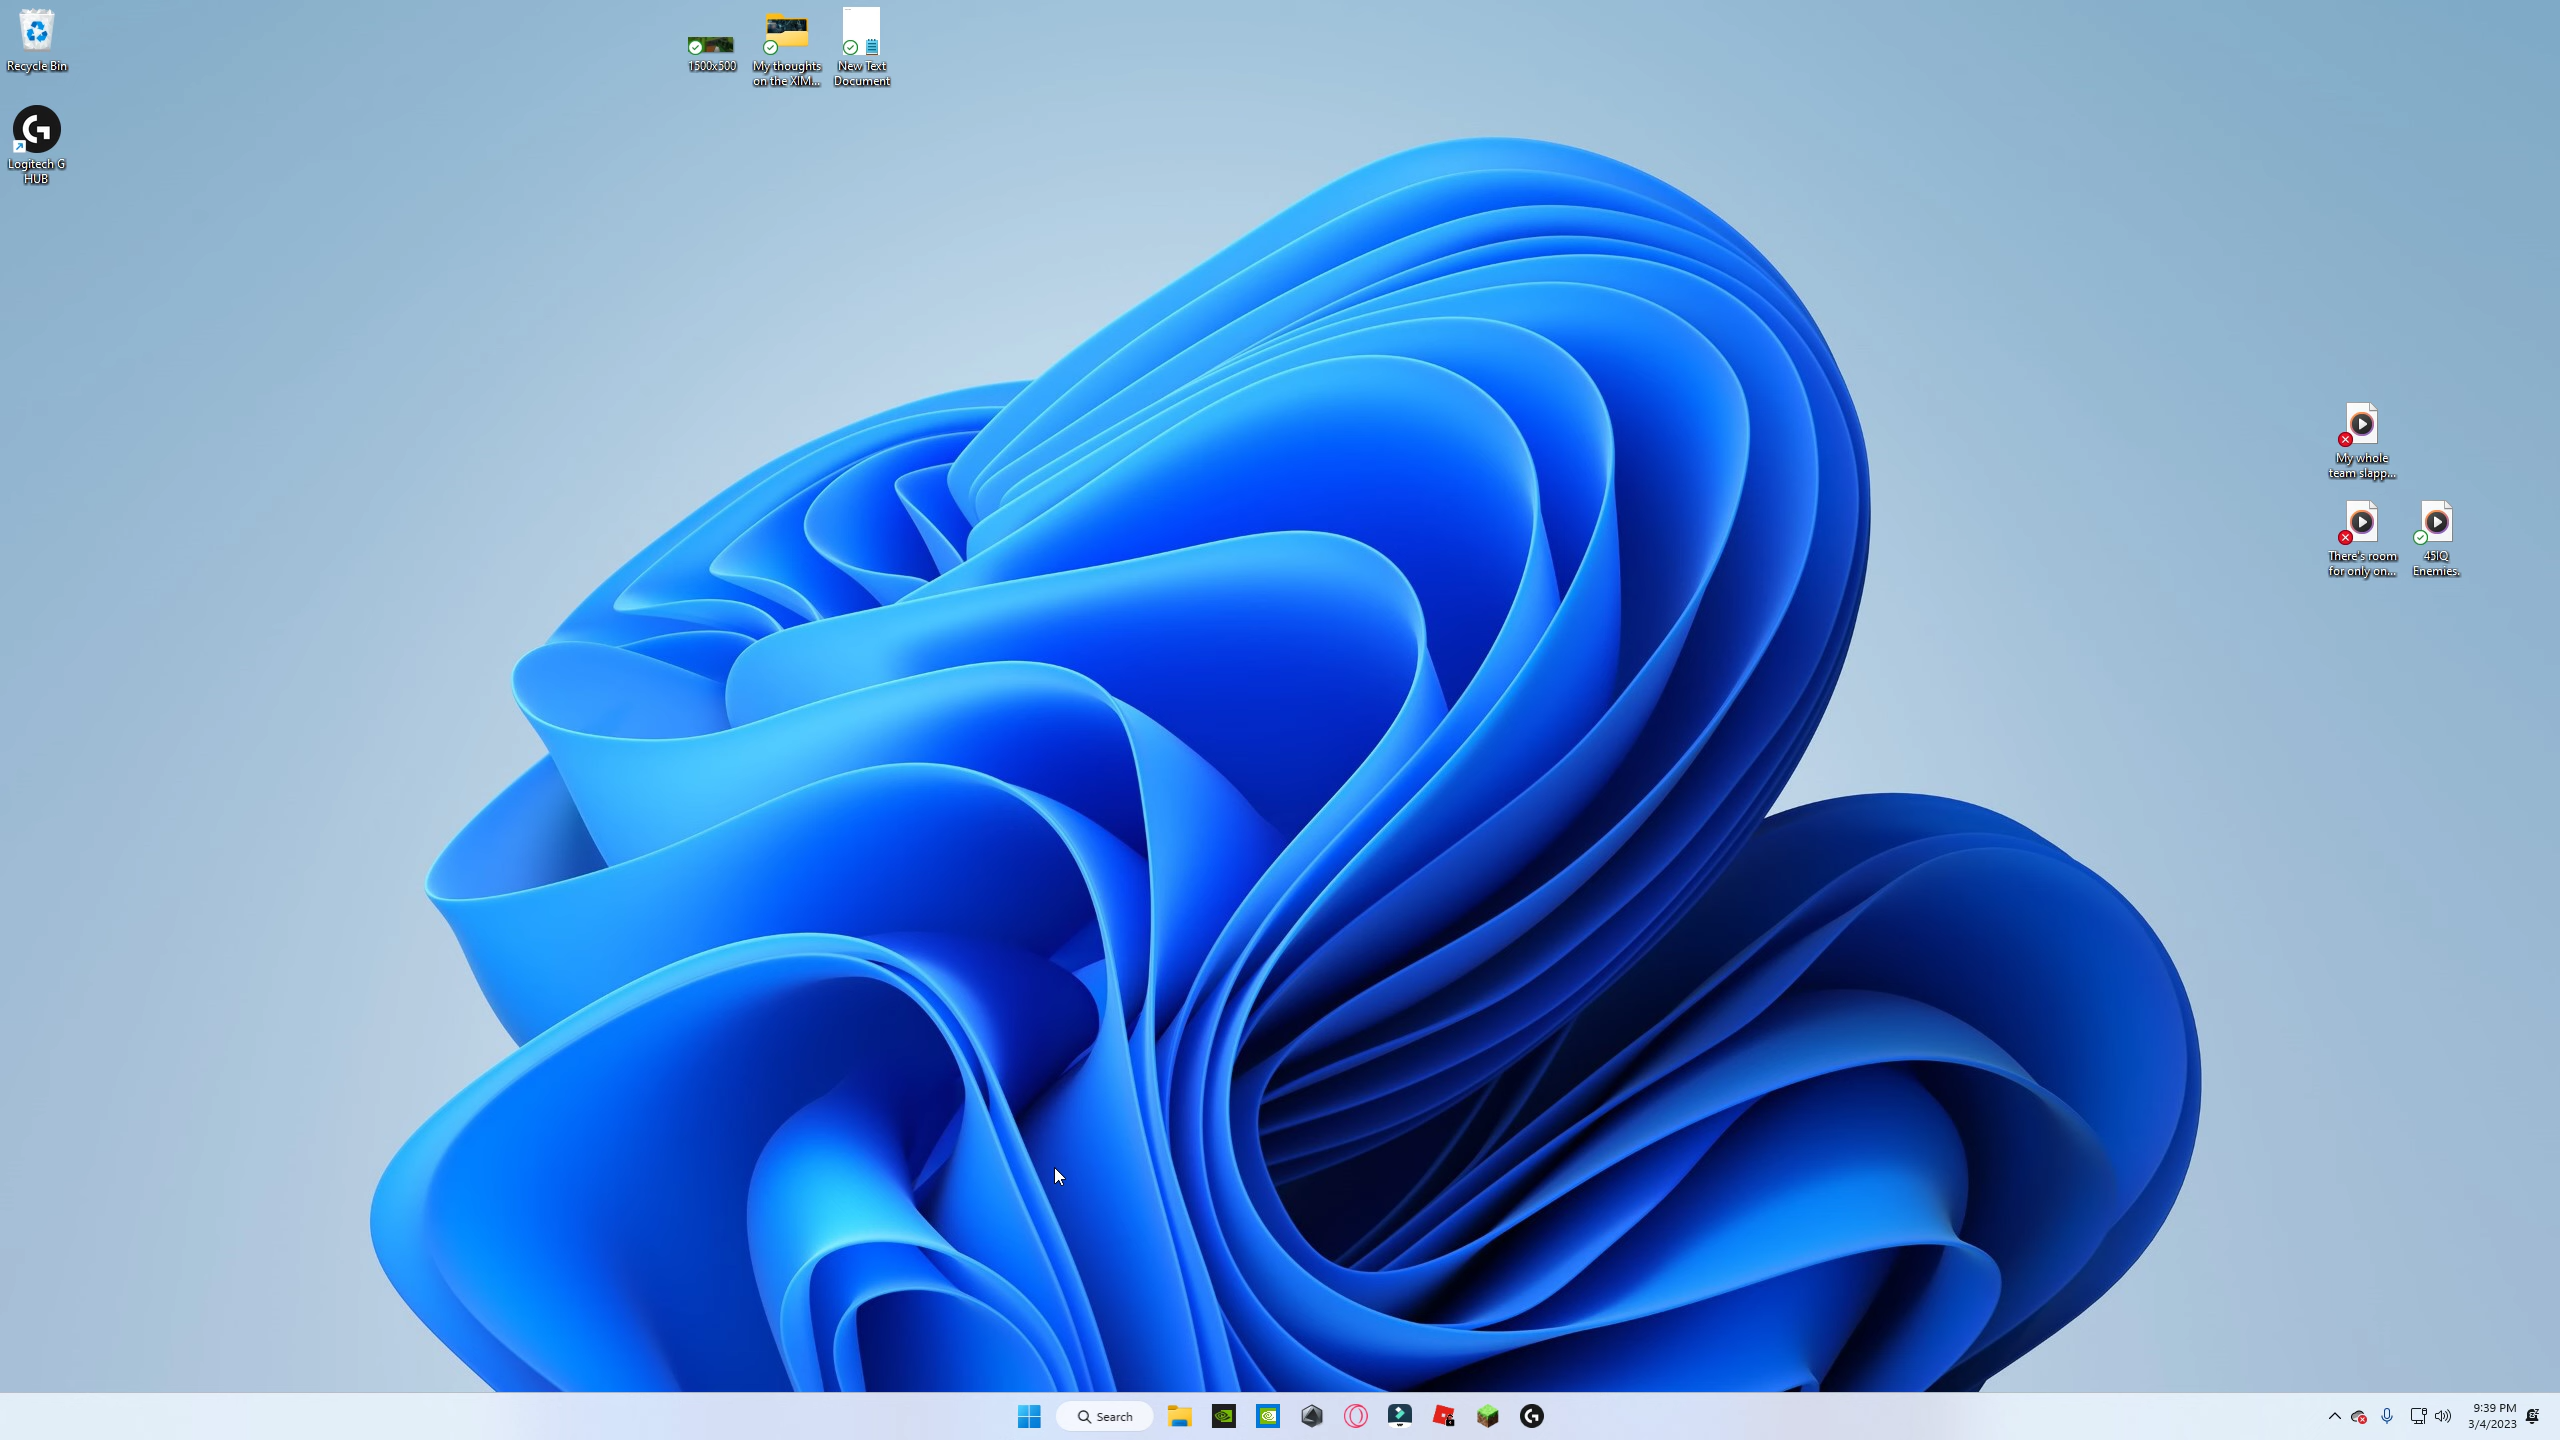 Recycle Bin
Logitech G
HUB
1500x500
My thoughts
on the XIM...
New Text
Document
My whole
team slapp...
There's room
for only on...
45IQ
Enemies.
Search
9:39 PM
3/4/2023